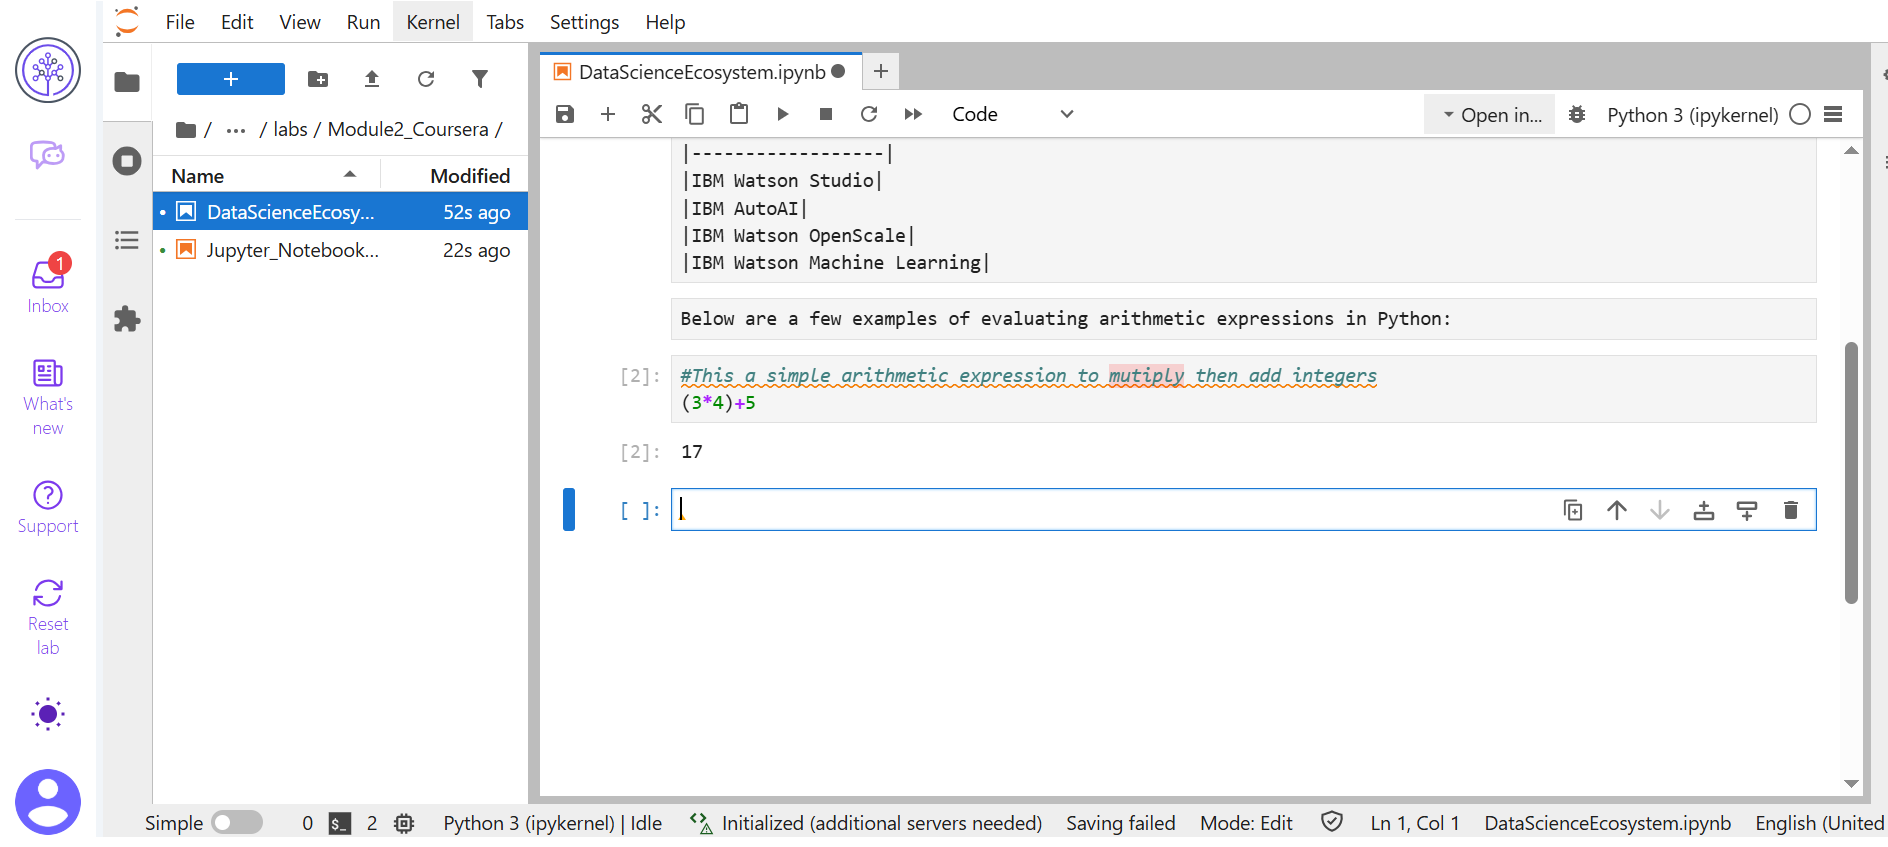 File Edit View Run Kernel Tabs Settings Help
+
/ ... / labs / Module2_Coursera /
Name Modified
DataScienceEcosy... 52s ago
Jupyter_Notebook... 22s ago
1
Inbox
What's
new
Support
Reset
lab
DataScienceEcosystem.ipynb
+
Code
Open in...
Python 3 (ipykernel)
|------------------|
|IBM Watson Studio|
|IBM AutoAI|
|IBM Watson OpenScale|
|IBM Watson Machine Learning|
Below are a few examples of evaluating arithmetic expressions in Python:
[2]: #This a simple arithmetic expression to mutiply then add integers
(3*4)+5
[2]: 17
[ ]:
Simple 0 $_ 2 Python 3 (ipykernel) | Idle Initialized (additional servers needed) Saving failed Mode: Edit Ln 1, Col 1 DataScienceEcosystem.ipynb English (United